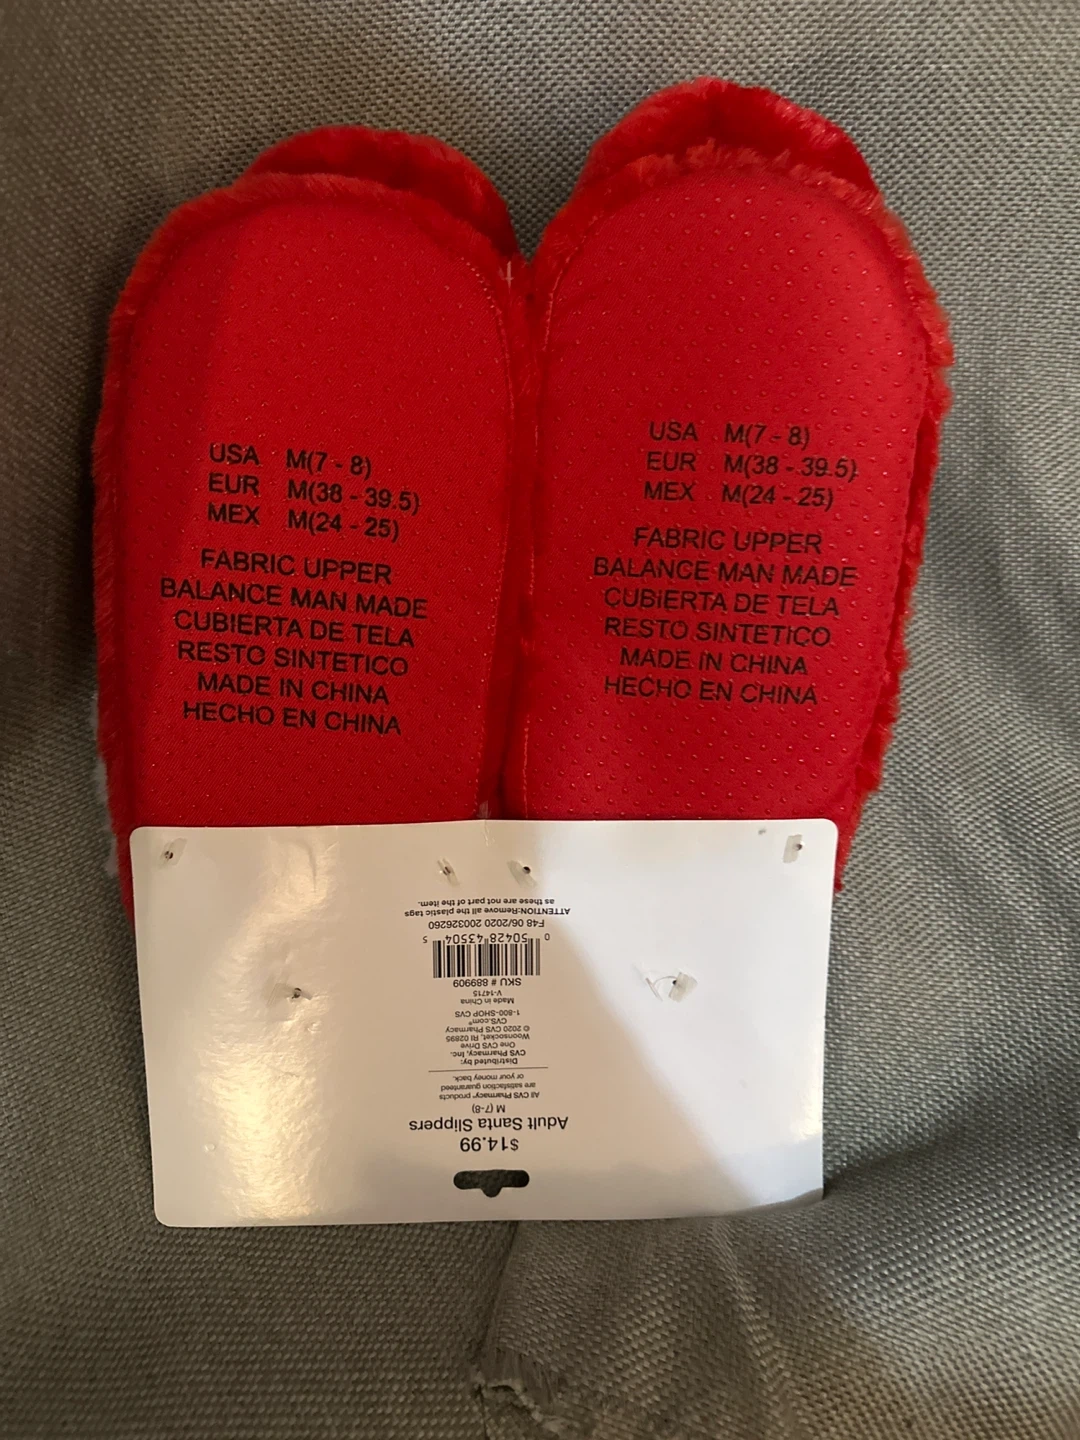 USA M(7 - 8)
EUR M(38 - 39.5)
MEX M(24 - 25)
FABRIC UPPER
BALANCE MAN MADE
CUBIERTA DE TELA
RESTO SINTETICO
MADE IN CHINA
HECHO EN CHINA
USA M(7 - 8)
EUR M(38 - 39.5)
MEX M(24 - 25)
FABRIC UPPER
BALANCE MAN MADE
CUBIERTA DE TELA
RESTO SINTETICO
MADE IN CHINA
HECHO EN CHINA
$14.99
Adult Santa Slippers
M (7-8)
All CVS Pharmacy® products
are satisfaction guaranteed
or your money back.
Distributed by:
CVS Pharmacy, Inc.
One CVS Drive
Woonsocket, RI 02895
© 2020 CVS Pharmacy
CVS.com®
1-800-SHOP CVS
Made in China
V-14715
SKU # 889909
0 50428 43504 5
F48 06/2020 200326260
ATTENTION:Remove all the plastic tags
as these are not part of the item.